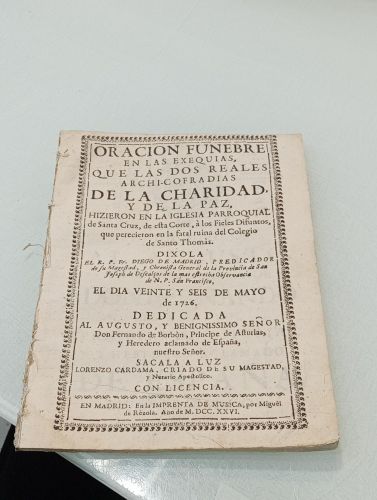 ORACION FUNEBRE
EN LAS EXEQUIAS,
QUE LAS DOS REALES
ARCHI-COFRADIAS
DE LA CHARIDAD,
Y DE LA PAZ,
HIZIERON EN LA IGLESIA PARROQUIAL
de Santa Cruz, de esta Corte, à los Fieles Difuntos,
que perecieron en la fatal ruina del Colegio
de Santo Thomàs.
DIXOLA
EL R. P. Fr. DIEGO DE MADRID, PREDICADOR
de su Magestad, y Chronista General de la Provincia de San
Joseph de Descalços de la mas estrecha Observancia
de N. P. San Francisco,
EL DIA VEINTE Y SEIS DE MAYO
de 1726.
DEDICADA
AL AUGUSTO, Y BENIGNISSIMO SEÑOR
Don Fernando de Borbòn, Principe de Asturias,
y Heredero aclamado de España,
nuestro Señor.
SACALA A LUZ
LORENZO CARDAMA, CRIADO DE SU MAGESTAD,
y Notario Apostolico.
CON LICENCIA.
EN MADRID: En la IMPRENTA DE MUSICA, por Miguèl
de Rézola. Año de M. DCC. XXVI.